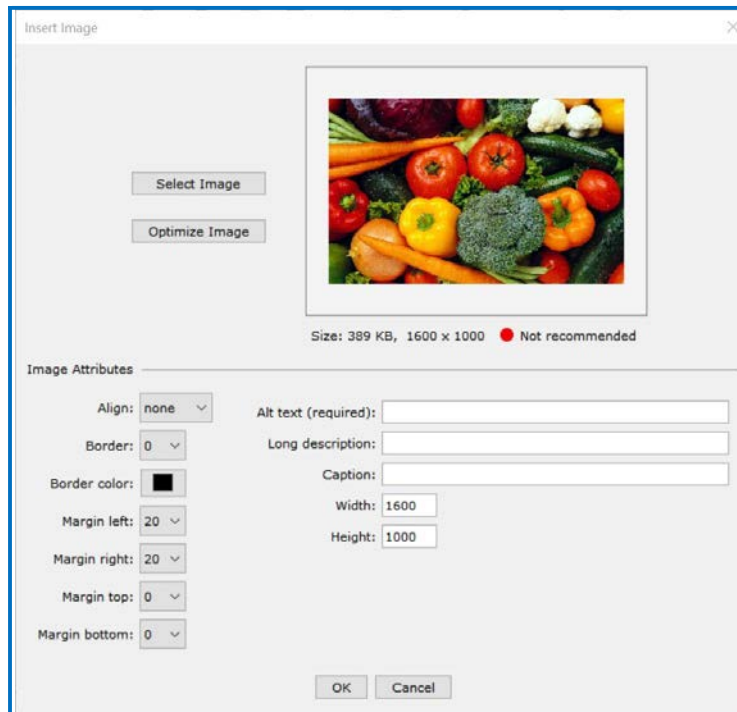 Insert Image
Select Image
Optimize Image
Size: 389 KB, 1600 x 1000 Not recommended
Image Attributes
Align: none
Border: 0
Border color:
Margin left: 20
Margin right: 20
Margin top: 0
Margin bottom: 0
Alt text (required):
Long description:
Caption:
Width: 1600
Height: 1000
OK Cancel